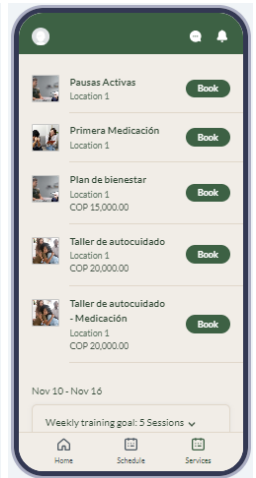 Pausas Activas
Location 1
Book
Primera Medicación
Location 1
Book
Plan de bienestar
Location 1
COP 15,000.00
Book
Taller de autocuidado
Location 1
COP 20,000.00
Book
Taller de autocuidado
- Medicación
Location 1
COP 20,000.00
Book
Nov 10 - Nov 16
Weekly training goal: 5 Sessions
Home
Schedule
Services